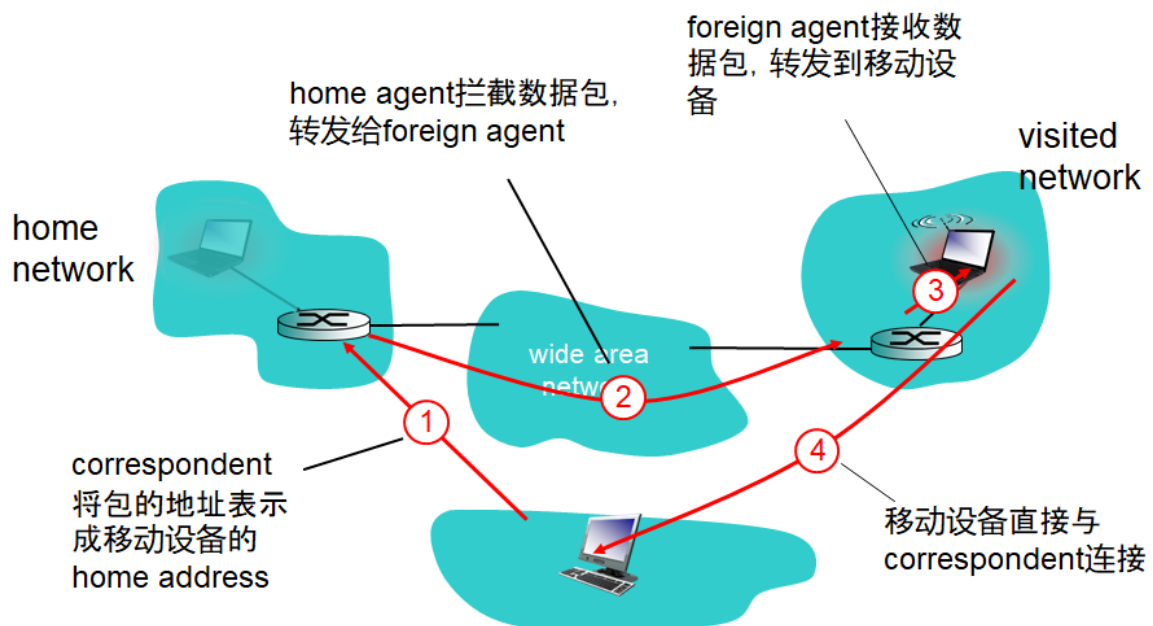 foreign agent接收数
据包, 转发到移动设
备
home agent拦截数据包,
转发给foreign agent
visited
network
home
network
3
wide area
2
1
4
correspondent
将包的地址表示
成移动设备的
home address
移动设备直接与
correspondent连接